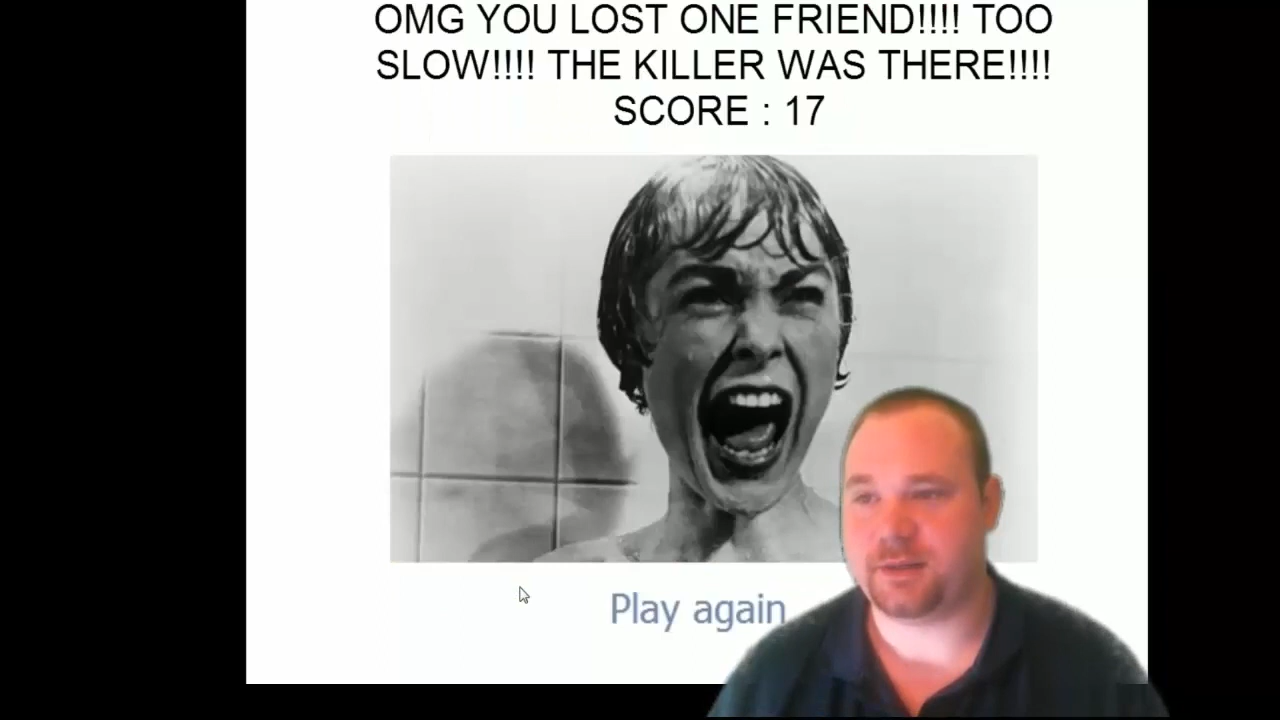 OMG YOU LOST ONE FRIEND!!!! TOO
SLOW!!!! THE KILLER WAS THERE!!!!
SCORE : 17
Play again